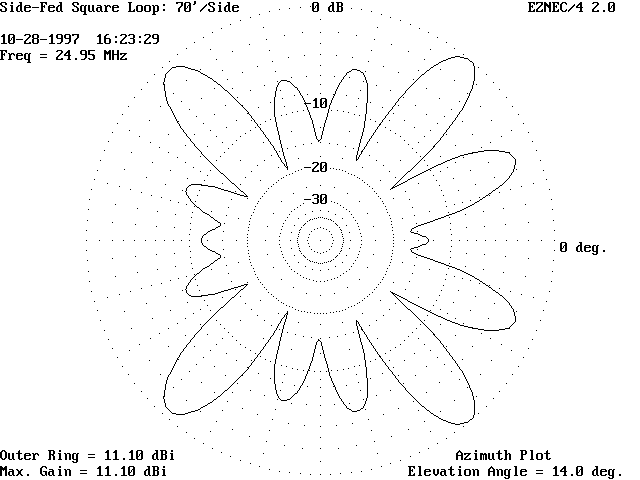 Side-Fed Square Loop: 70'/Side
0 dB
EZNEC/4 2.0
10-28-1997 16:23:29
Freq = 24.95 MHz
-10
-20
-30
0 deg.
Outer Ring = 11.10 dBi
Max. Gain = 11.10 dBi
Azimuth Plot
Elevation Angle = 14.0 deg.